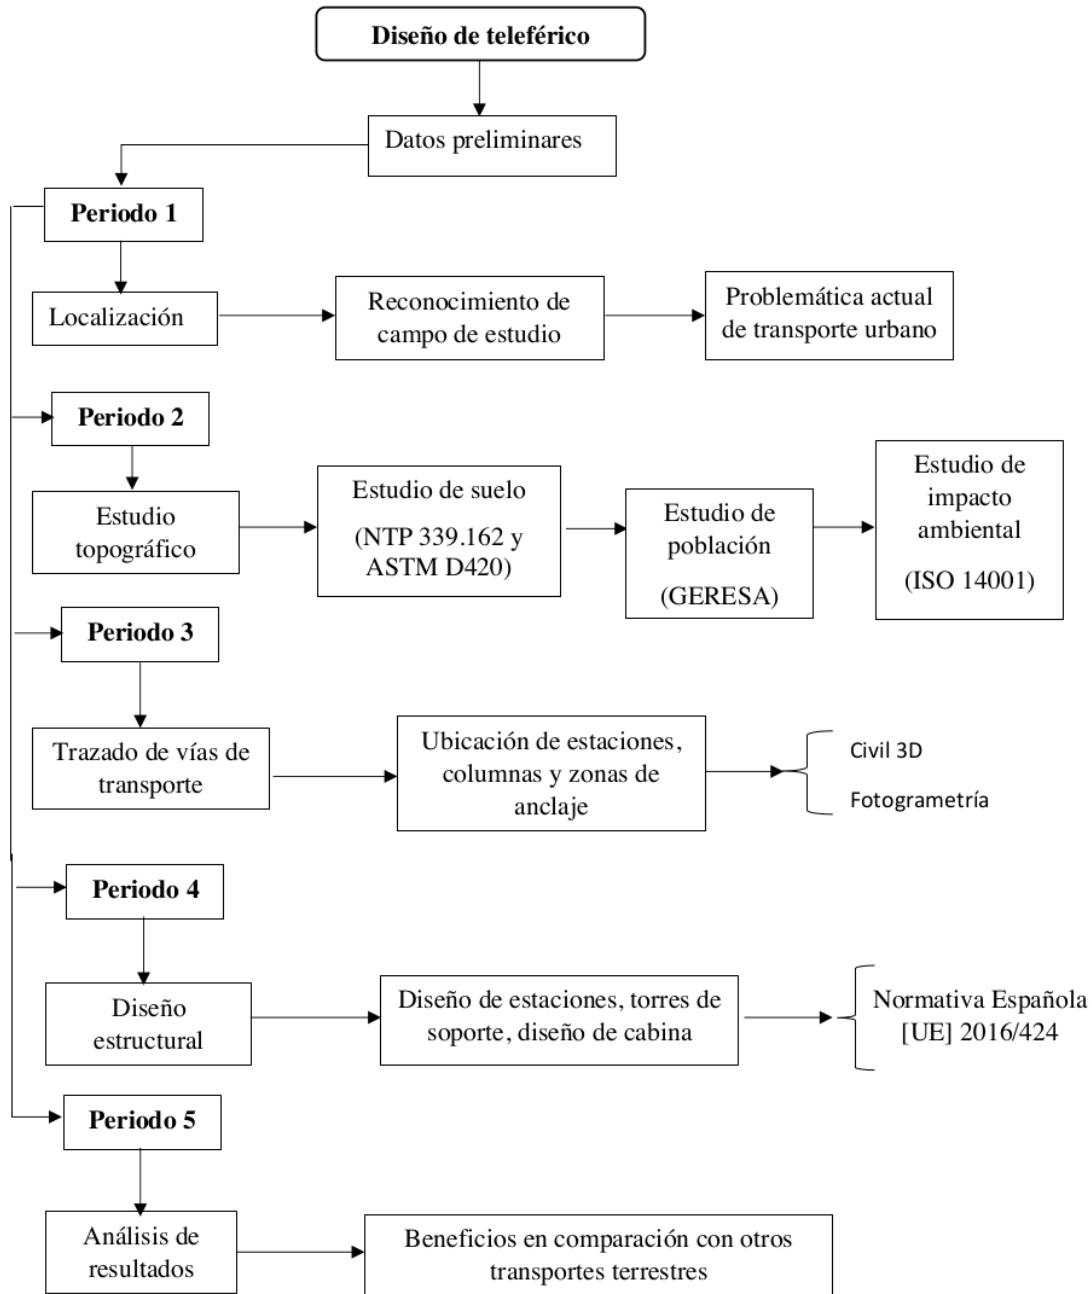 Diseño de teleférico
Datos preliminares
Periodo 1
Localización
Reconocimiento de
campo de estudio
Problemática actual
de transporte urbano
Periodo 2
Estudio
topográfico
Estudio de suelo
(NTP 339.162 y
ASTM D420)
Estudio de
población
(GERESA)
Estudio de
impacto
ambiental
(ISO 14001)
Periodo 3
Trazado de vías de
transporte
Ubicación de estaciones,
columnas y zonas de
anclaje
Civil 3D
Fotogrametría
Periodo 4
Diseño
estructural
Diseño de estaciones, torres de
soporte, diseño de cabina
Normativa Española
[UE] 2016/424
Periodo 5
Análisis de
resultados
Beneficios en comparación con otros
transportes terrestres